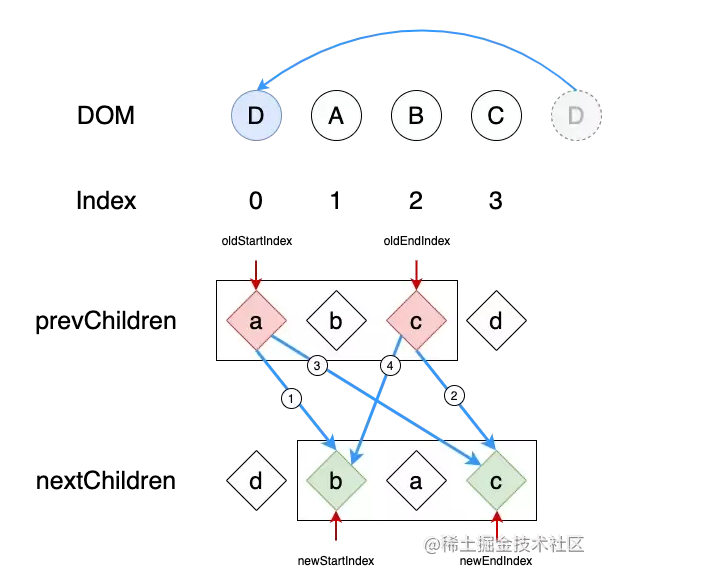 DOM D A B C D
Index 0 1 2 3
oldStartIndex oldEndIndex
prevChildren a b c d
3 4
1 2
nextChildren d b a c
@稀土掘金技术社区
newStartIndex newEndIndex